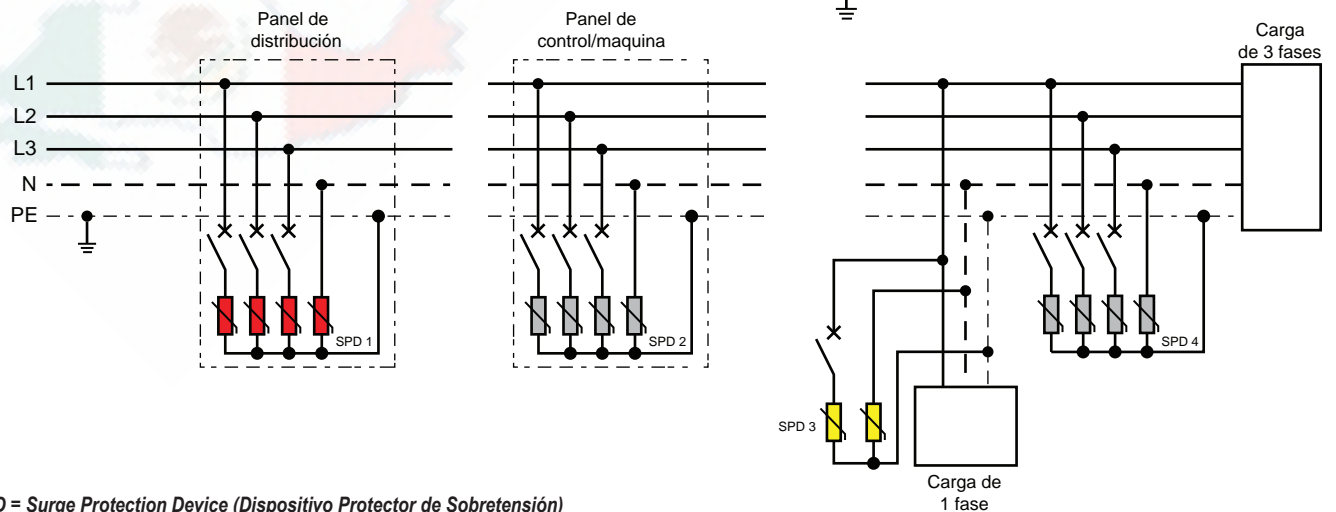 Panel de
distribución
Panel de
control/maquina
Carga
de 3 fases
L1
L2
L3
N
PE
SPD 1
SPD 2
SPD 4
SPD 3
Carga de
1 fase
= Surge Protection Device (Dispositivo Protector de Sobretensión)